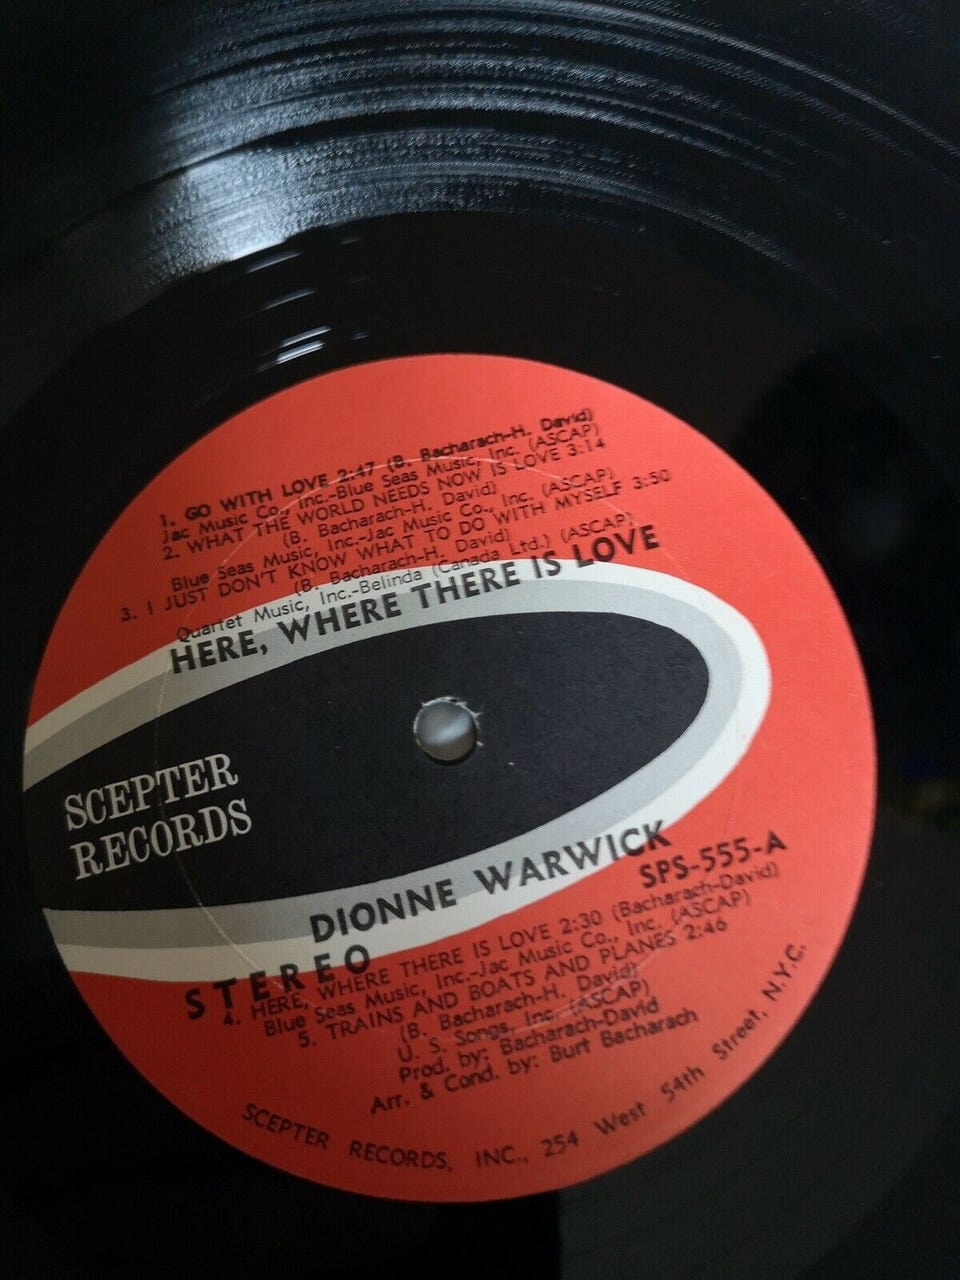 1. GO WITH LOVE 2:47 (B. Bacharach-H. David)
Jac Music Co., Inc.-Blue Seas Music, Inc. (ASCAP)
2. WHAT THE WORLD NEEDS NOW IS LOVE 3:14
(B. Bacharach-H. David)
Blue Seas Music, Inc.-Jac Music Co., Inc. (ASCAP)
3. I JUST DON'T KNOW WHAT TO DO WITH MYSELF 3:50
(B. Bacharach-H. David)
Quartet Music, Inc.-Belinda (Canada Ltd.) (ASCAP)
HERE, WHERE THERE IS LOVE
SCEPTER
RECORDS
DIONNE WARWICK
SPS-555-A
STEREO
4. HERE, WHERE THERE IS LOVE 2:30 (Bacharach-David)
Blue Seas Music, Inc.-Jac Music Co., Inc. (ASCAP)
5. TRAINS AND BOATS AND PLANES 2:46
(B. Bacharach-H. David)
U. S. Songs, Inc. (ASCAP)
Prod. by: Bacharach-David
Arr. & Cond. by: Burt Bacharach
SCEPTER RECORDS, INC., 254 West 54th Street, N.Y.C.